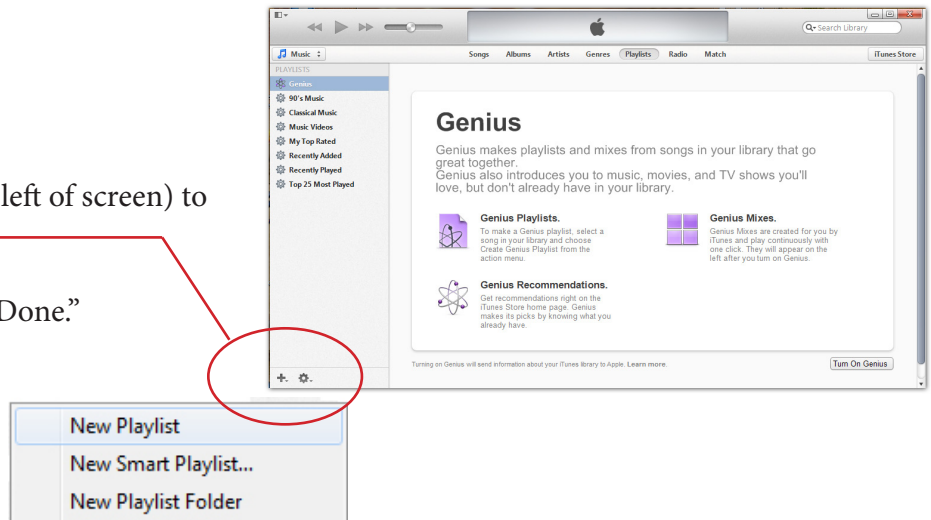 Search Library
Music
Songs Albums Artists Genres Playlists Radio Match
iTunes Store
PLAYLISTS
Genius
90's Music
Classical Music
Music Videos
My Top Rated
Recently Added
Recently Played
Top 25 Most Played
Genius
Genius makes playlists and mixes from songs in your library that go
great together.
Genius also introduces you to music, movies, and TV shows you'll
love, but don't already have in your library.
Genius Playlists.
To make a Genius playlist, select a
song in your library and choose
Create Genius Playlist from the
action menu.
Genius Mixes.
Genius Mixes are created for you by
iTunes and play continuously with
one click. They will appear on the
left after you turn on Genius.
Genius Recommendations.
Get recommendations right on the
iTunes Store home page. Genius
makes its picks by knowing what you
already have.
Turning on Genius will send information about your iTunes library to Apple. Learn more.
Turn On Genius
left of screen) to
Done.”
New Playlist
New Smart Playlist...
New Playlist Folder